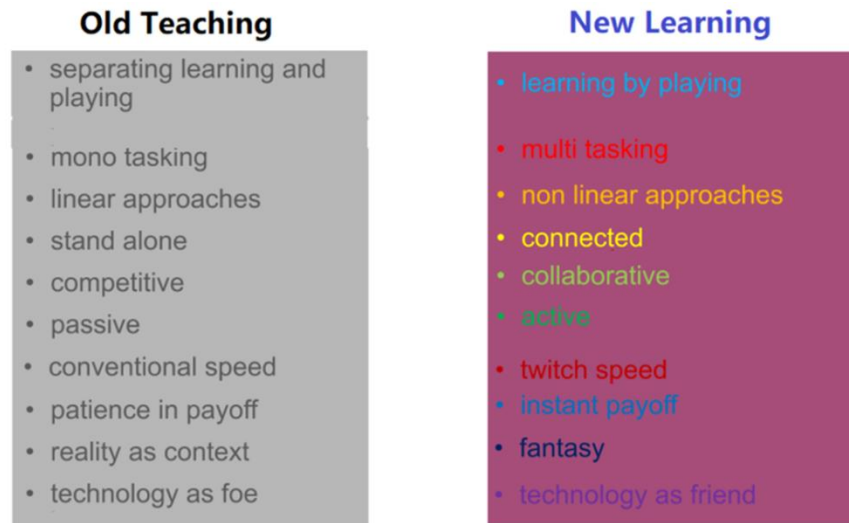 Old Teaching
• separating learning and
playing
• mono tasking
• linear approaches
• stand alone
• competitive
• passive
• conventional speed
• patience in payoff
• reality as context
• technology as foe
New Learning
• learning by playing
• multi tasking
• non linear approaches
• connected
• collaborative
• active
• twitch speed
• instant payoff
• fantasy
• technology as friend